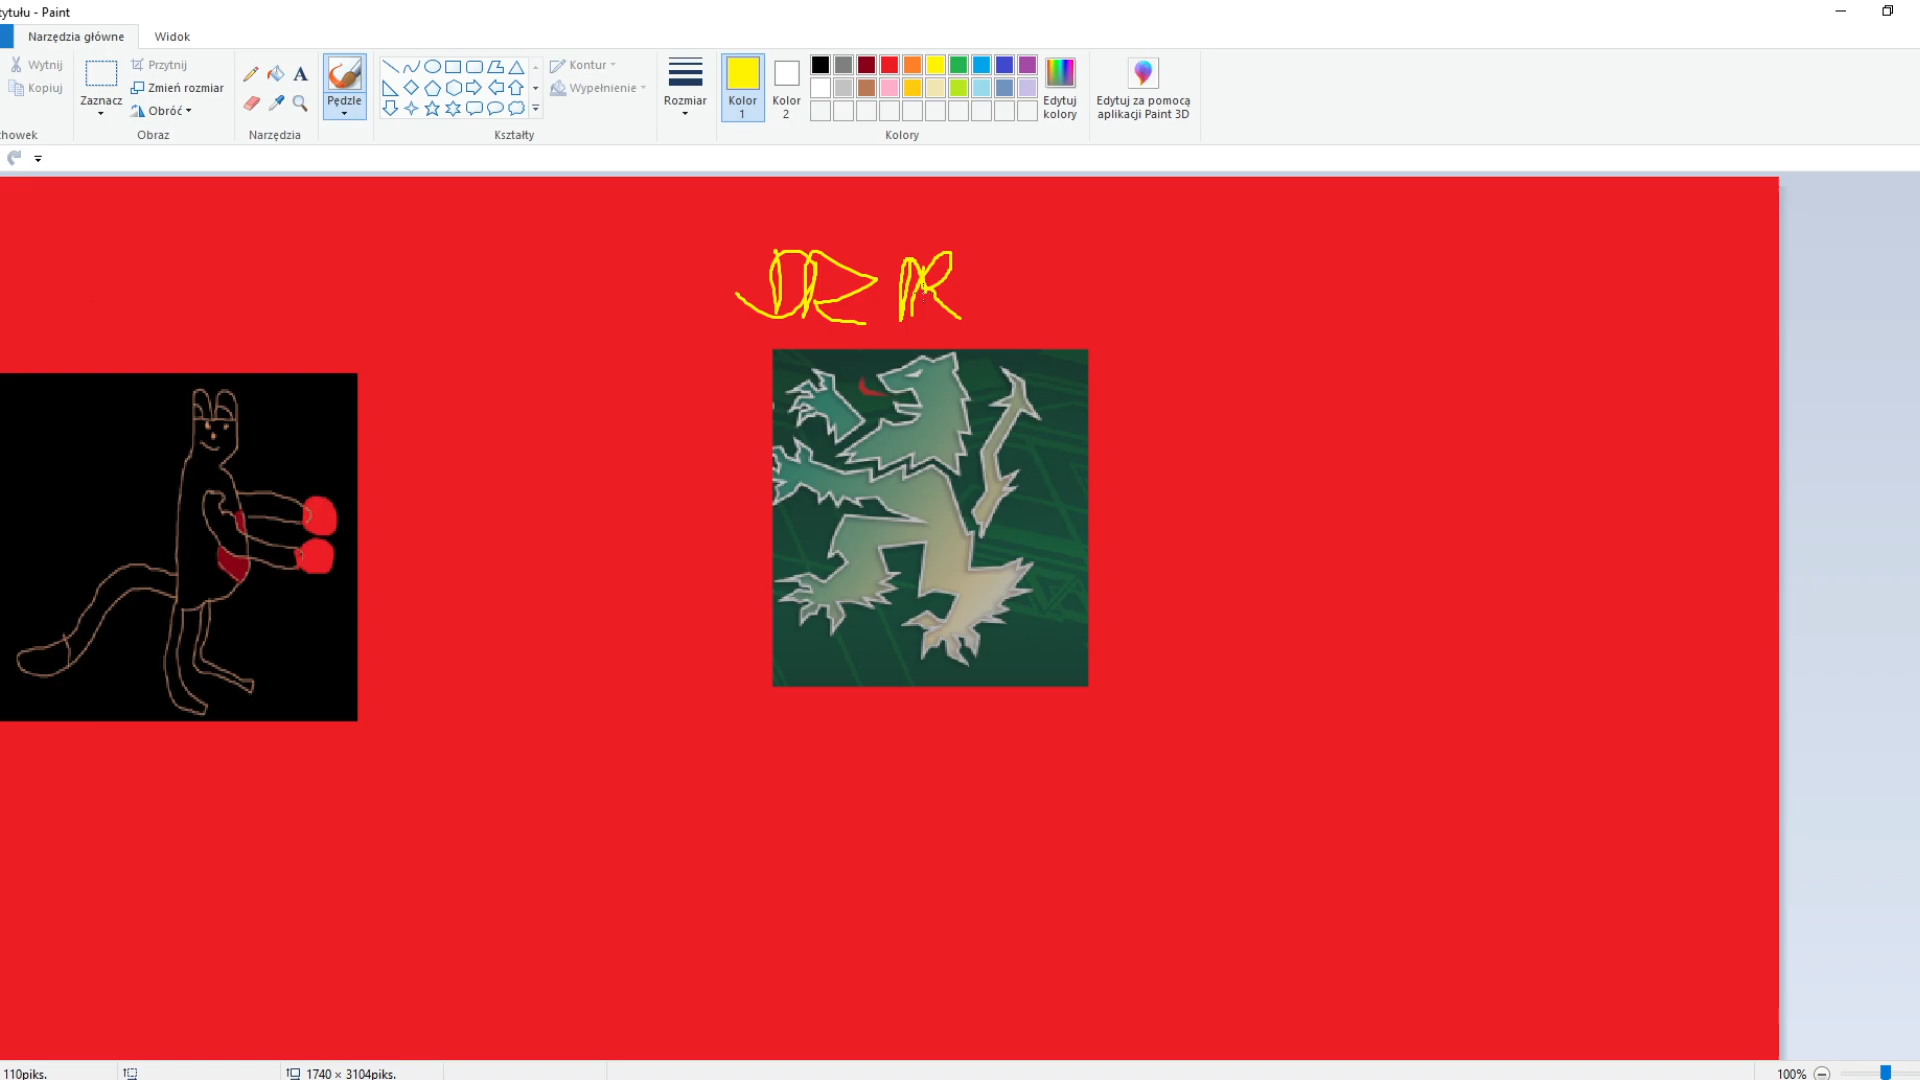 tytułu - Paint
Narzędzia główne Widok
Wytnij
Kopiuj
Zaznacz
Przytnij
Zmień rozmiar
Obróć
Pędzle
Kontur
Wypełnienie
Rozmiar
Kolor 1
Kolor 2
Edytuj kolory
Edytuj za pomocą aplikacji Paint 3D
howek
Obraz
Narzędzia
Kształty
Kolory
110piks.
1740 × 3104piks.
100%